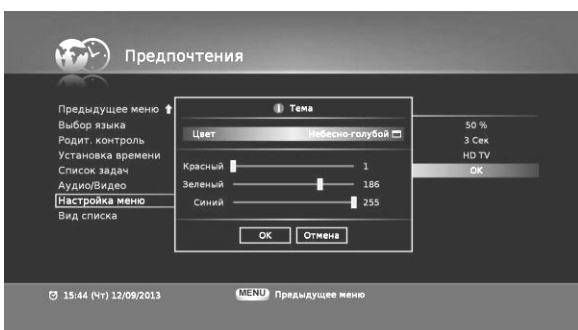 Предпочтения
Предыдущее меню
Выбор языка
Родит. контроль
Установка времени
Список задач
Аудио/Видео
Настройка меню
Вид списка
Тема
Цвет Небесно-голубой
Красный 1
Зеленый 186
Синий 255
OK Отмена
50 %
3 Сек
HD TV
OK
15:44 (Чт) 12/09/2013 MENU Предыдущее меню